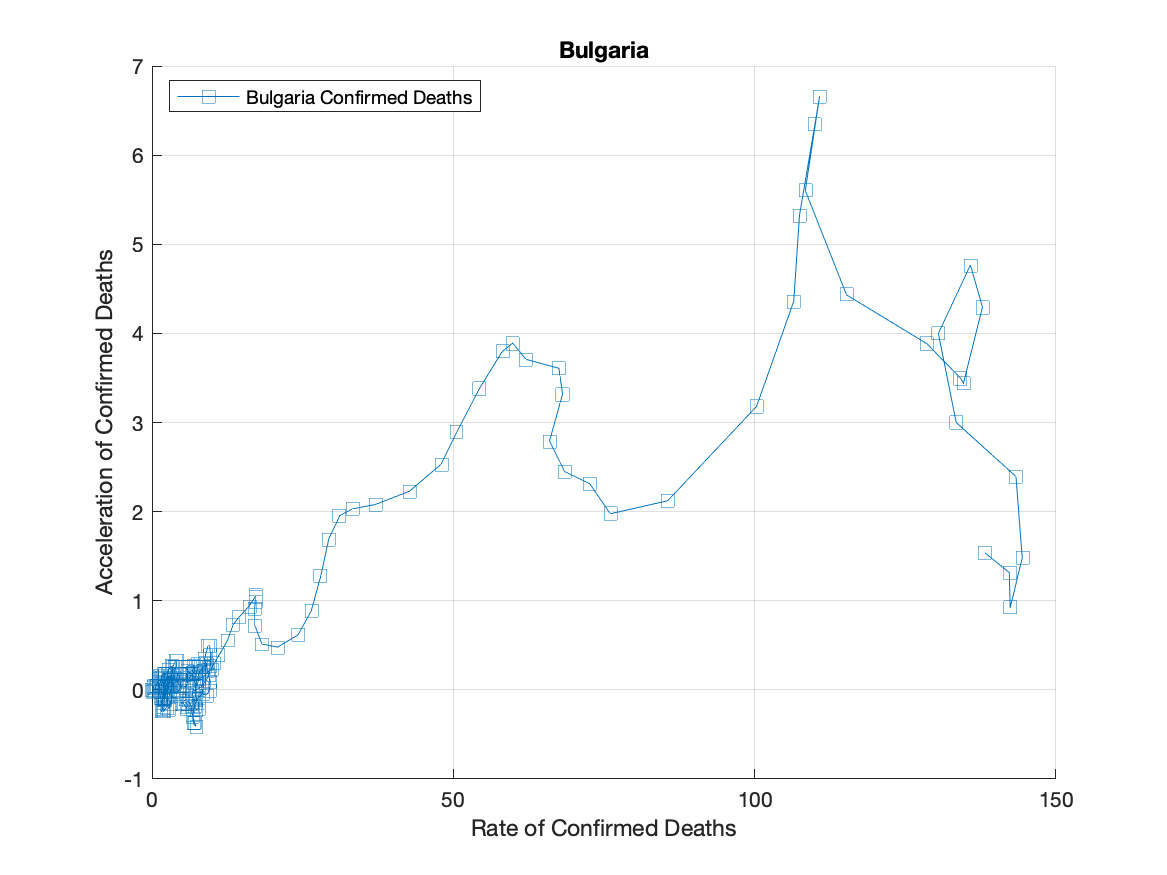 Bulgaria
7
Bulgaria Confirmed Deaths
6
5
4
3
2
1
0
-1
Acceleration of Confirmed Deaths
0 50 100 150
Rate of Confirmed Deaths